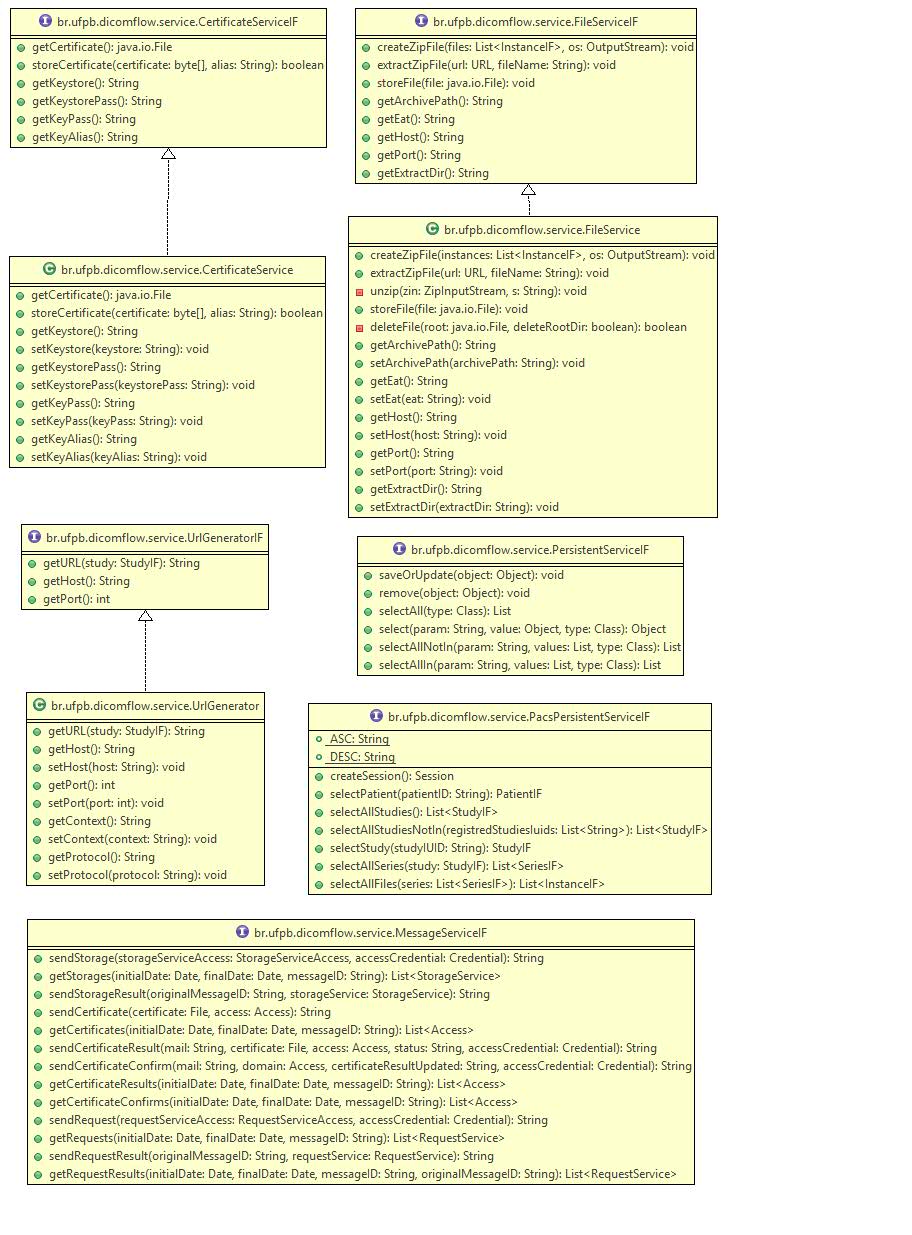 br.ufpb.dicomflow.service.CertificateServiceIF
getCertificate(): java.io.File
storeCertificate(certificate: byte[], alias: String): boolean
getKeystore(): String
getKeystorePass(): String
getKeyPass(): String
getKeyAlias(): String
br.ufpb.dicomflow.service.FileServiceIF
createZipFile(files: List<InstanceIF>, os: OutputStream): void
extractZipFile(url: URL, fileName: String): void
storeFile(file: java.io.File): void
getArchivePath(): String
getEat(): String
getHost(): String
getPort(): String
getExtractDir(): String
br.ufpb.dicomflow.service.CertificateService
getCertificate(): java.io.File
storeCertificate(certificate: byte[], alias: String): boolean
getKeystore(): String
setKeystore(keystore: String): void
getKeystorePass(): String
setKeystorePass(keystorePass: String): void
getKeyPass(): String
setKeyPass(keyPass: String): void
getKeyAlias(): String
setKeyAlias(keyAlias: String): void
br.ufpb.dicomflow.service.FileService
createZipFile(instances: List<InstanceIF>, os: OutputStream): void
extractZipFile(url: URL, fileName: String): void
unzip(zin: ZipInputStream, s: String): void
storeFile(file: java.io.File): void
deleteFile(root: java.io.File, deleteRootDir: boolean): boolean
getArchivePath(): String
setArchivePath(archivePath: String): void
getEat(): String
setEat(eat: String): void
getHost(): String
setHost(host: String): void
getPort(): String
setPort(port: String): void
getExtractDir(): String
setExtractDir(extractDir: String): void
br.ufpb.dicomflow.service.UrlGeneratorIF
getURL(study: StudyIF): String
getHost(): String
getPort(): int
br.ufpb.dicomflow.service.PersistentServiceIF
saveOrUpdate(object: Object): void
remove(object: Object): void
selectAll(type: Class): List
select(param: String, value: Object, type: Class): Object
selectAllNotIn(param: String, values: List, type: Class): List
selectAllIn(param: String, values: List, type: Class): List
br.ufpb.dicomflow.service.UrlGenerator
getURL(study: StudyIF): String
getHost(): String
setHost(host: String): void
getPort(): int
setPort(port: int): void
getContext(): String
setContext(context: String): void
getProtocol(): String
setProtocol(protocol: String): void
br.ufpb.dicomflow.service.PacsPersistentServiceIF
ASC: String
DESC: String
createSession(): Session
selectPatient(patientID: String): PatientIF
selectAllStudies(): List<StudyIF>
selectAllStudiesNotIn(registredStudiesIuids: List<String>): List<StudyIF>
selectStudy(studyIUID: String): StudyIF
selectAllSeries(study: StudyIF): List<SeriesIF>
selectAllFiles(series: List<SeriesIF>): List<InstanceIF>
br.ufpb.dicomflow.service.MessageServiceIF
sendStorage(storageServiceAccess: StorageServiceAccess, accessCredential: Credential): String
getStorages(initialDate: Date, finalDate: Date, messageID: String): List<StorageService>
sendStorageResult(originalMessageID: String, storageService: StorageService): String
sendCertificate(certificate: File, access: Access): String
getCertificates(initialDate: Date, finalDate: Date, messageID: String): List<Access>
sendCertificateResult(mail: String, certificate: File, access: Access, status: String, accessCredential: Credential): String
sendCertificateConfirm(mail: String, domain: Access, certificateResultUpdated: String, accessCredential: Credential): String
getCertificateResults(initialDate: Date, finalDate: Date, messageID: String): List<Access>
getCertificateConfirms(initialDate: Date, finalDate: Date, messageID: String): List<Access>
sendRequest(requestServiceAccess: RequestServiceAccess, accessCredential: Credential): String
getRequests(initialDate: Date, finalDate: Date, messageID: String): List<RequestService>
sendRequestResult(originalMessageID: String, requestService: RequestService): String
getRequestResults(initialDate: Date, finalDate: Date, messageID: String, originalMessageID: String): List<RequestService>